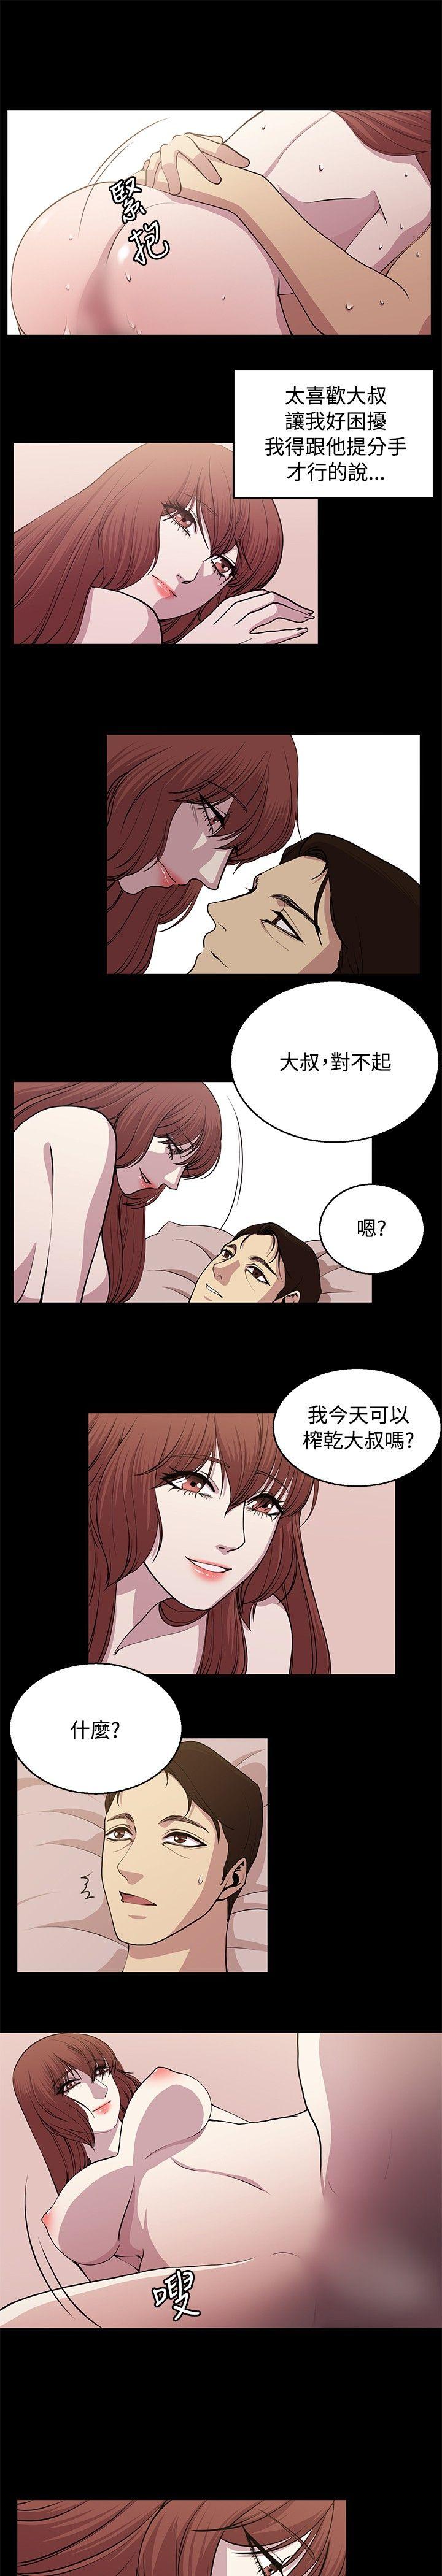 緊
抱
太喜歡大叔
讓我好困擾
我得跟他提分手
才行的說…
大叔，對不起
嗯?
我今天可以
榨乾大叔嗎?
什麼?
嗖